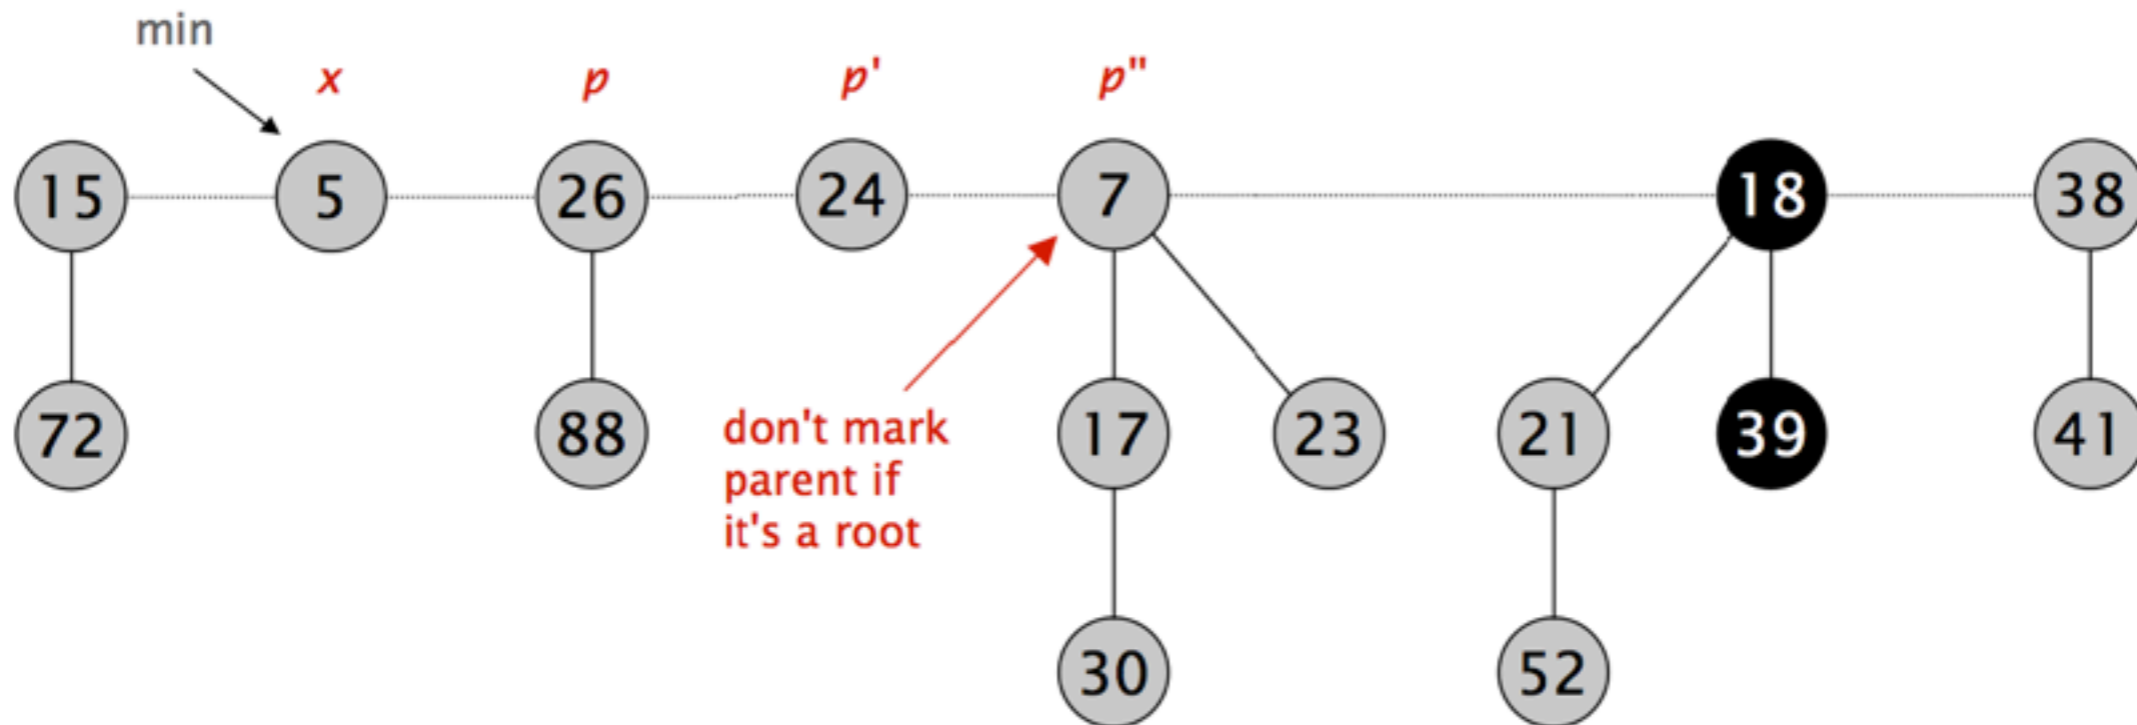 min
x p p' p"
15 5 26 24 7 18 38
72 88 17 23 21 39 41
don't mark
parent if
it's a root
30 52